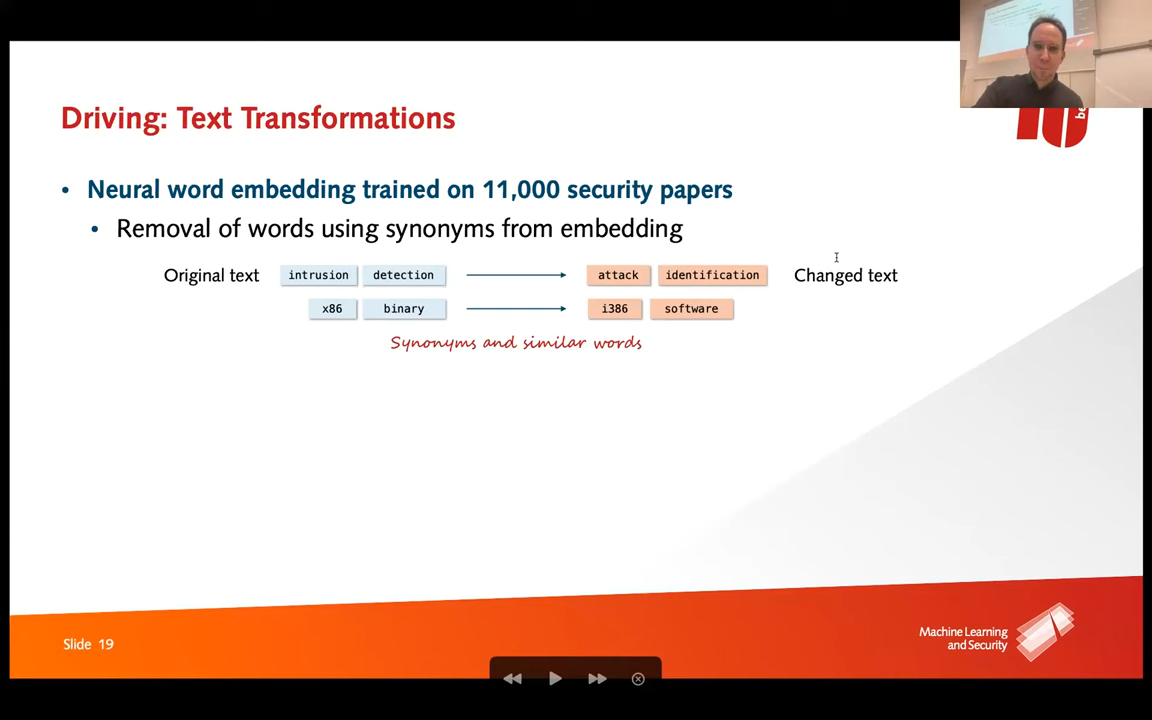 Driving: Text Transformations
• Neural word embedding trained on 11,000 security papers
• Removal of words using synonyms from embedding
Original text intrusion detection attack identification Changed text
x86 binary i386 software
Synonyms and similar words
Slide 19
Machine Learning
and Security